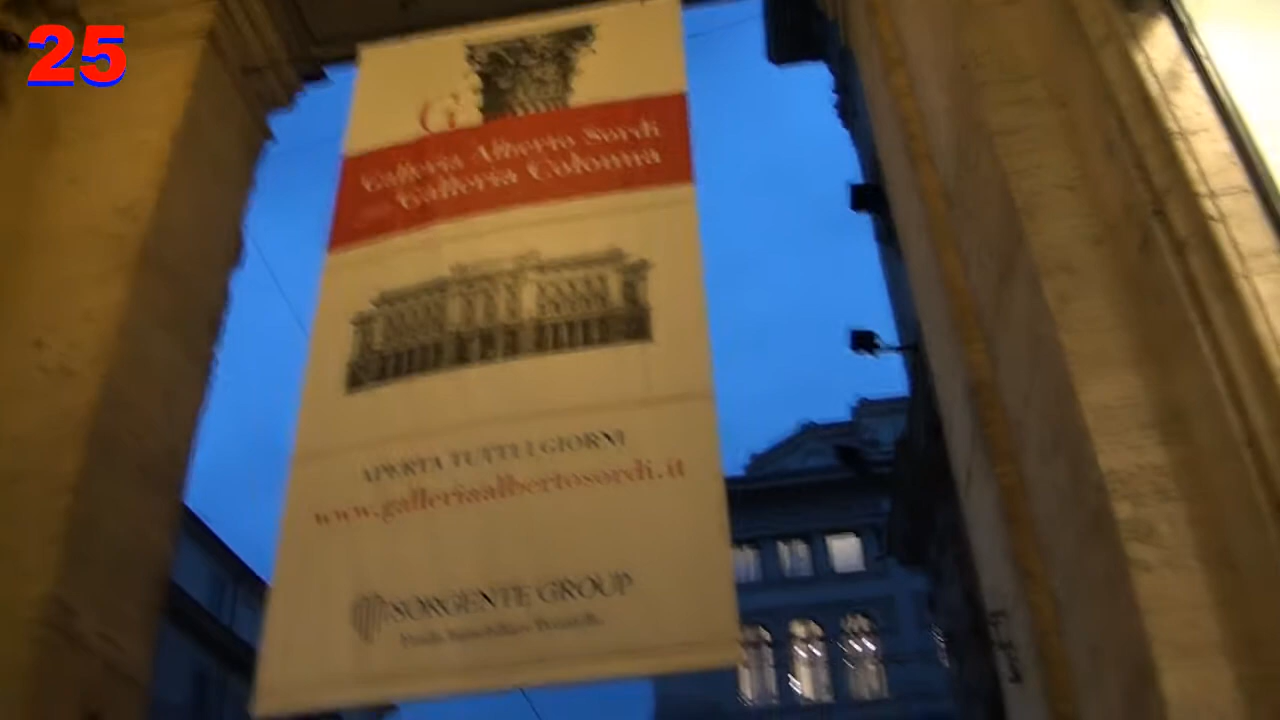 25
G
Galleria Alberto Sordi
Galleria Colonna
APERTA TUTTI I GIORNI
www.galleriaalbertosordi.it
SORGENTE GROUP